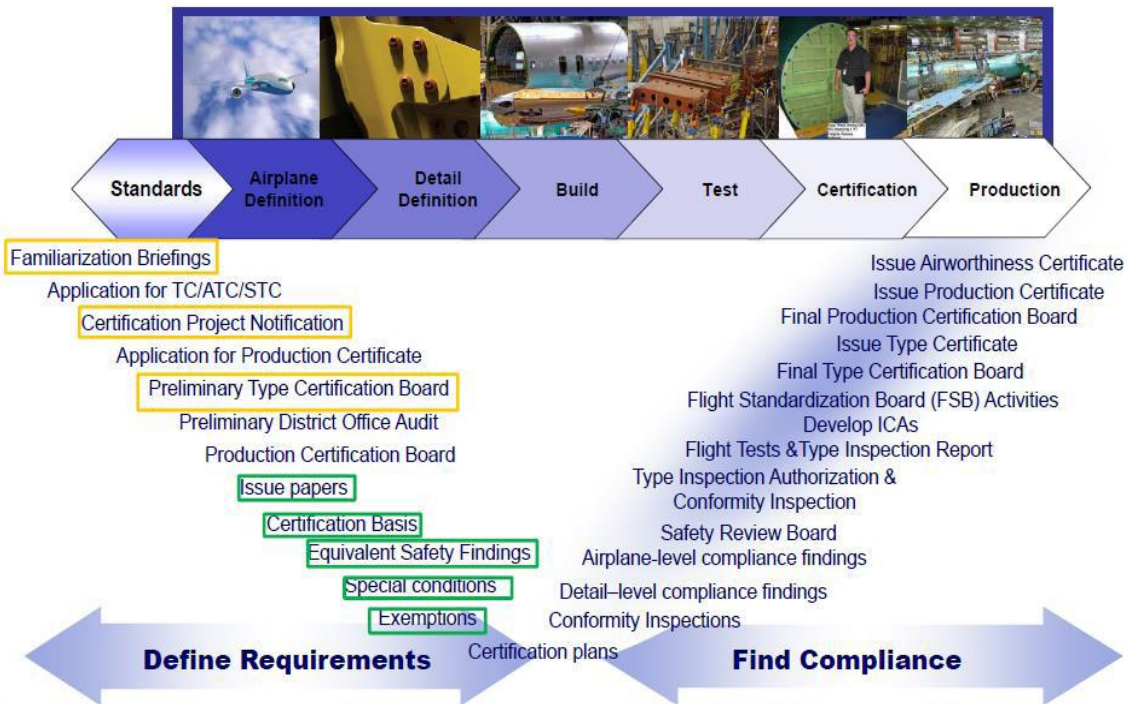 Standards
Airplane
Definition
Detail
Definition
Build
Test
Certification
Production
Familiarization Briefings
Application for TC/ATC/STC
Certification Project Notification
Application for Production Certificate
Preliminary Type Certification Board
Preliminary District Office Audit
Production Certification Board
Issue papers
Certification Basis
Equivalent Safety Findings
Special conditions
Exemptions
Certification plans
Issue Airworthiness Certificate
Issue Production Certificate
Final Production Certification Board
Issue Type Certificate
Final Type Certification Board
Flight Standardization Board (FSB) Activities
Develop ICAs
Flight Tests &Type Inspection Report
Type Inspection Authorization &
Conformity Inspection
Safety Review Board
Airplane-level compliance findings
Detail–level compliance findings
Conformity Inspections
Define Requirements
Find Compliance